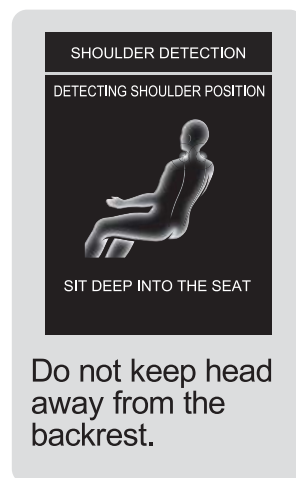 SHOULDER DETECTION
DETECTING SHOULDER POSITION
SIT DEEP INTO THE SEAT
Do not keep head
away from the
backrest.